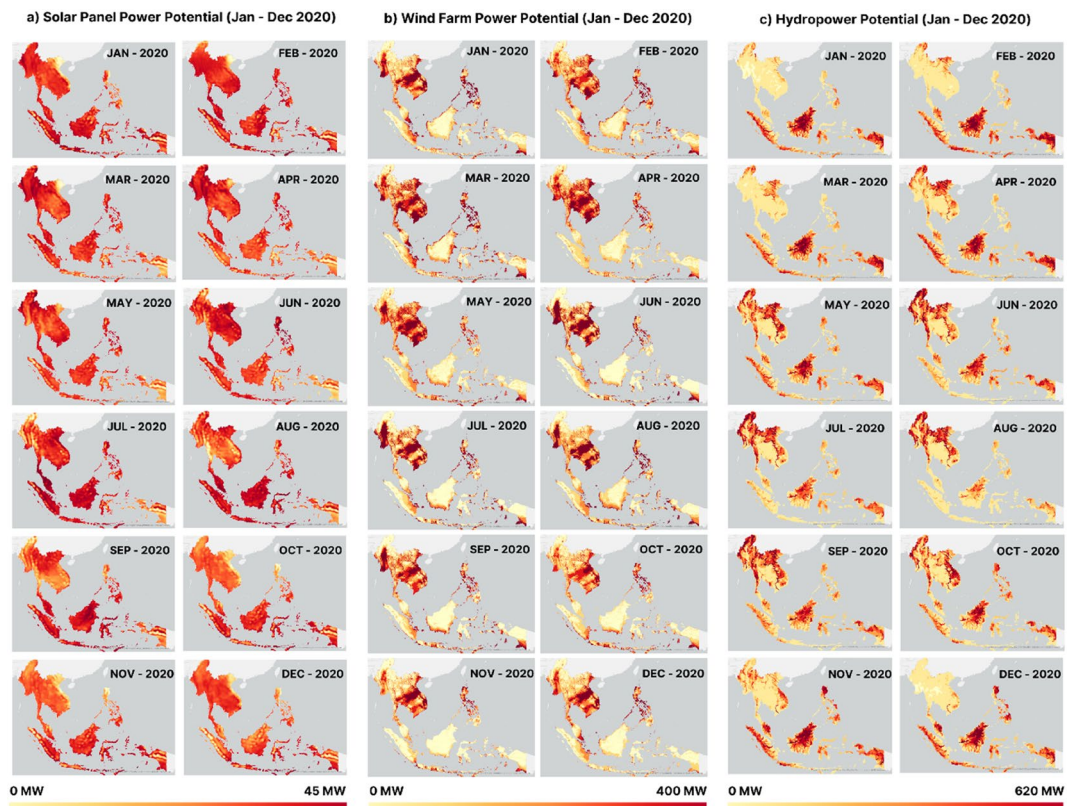 a) Solar Panel Power Potential (Jan - Dec 2020)
b) Wind Farm Power Potential (Jan - Dec 2020)
c) Hydropower Potential (Jan - Dec 2020)
JAN - 2020 FEB - 2020 JAN - 2020 FEB - 2020 JAN - 2020 FEB - 2020
MAR - 2020 APR - 2020 MAR - 2020 APR - 2020 MAR - 2020 APR - 2020
MAY - 2020 JUN - 2020 MAY - 2020 JUN - 2020 MAY - 2020 JUN - 2020
JUL - 2020 AUG - 2020 JUL - 2020 AUG - 2020 JUL - 2020 AUG - 2020
SEP - 2020 OCT - 2020 SEP - 2020 OCT - 2020 SEP - 2020 OCT - 2020
NOV - 2020 DEC - 2020 NOV - 2020 DEC - 2020 NOV - 2020 DEC - 2020
0 MW 45 MW 0 MW 400 MW 0 MW 620 MW